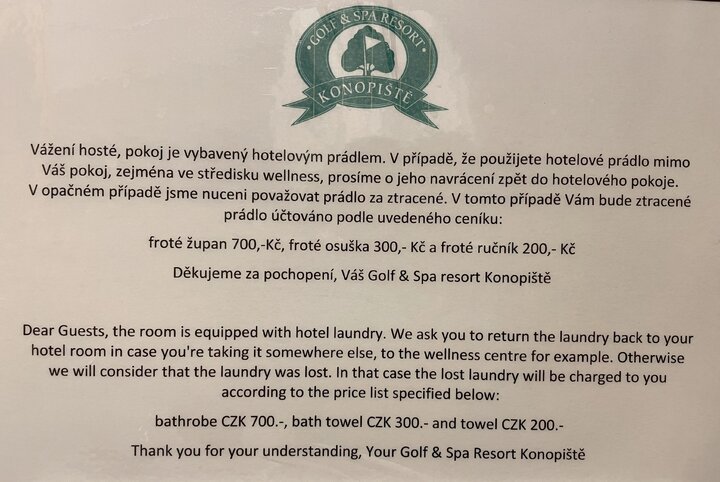 GOLF & SPA RESORT
KONOPIŠTĚ
Vážení hosté, pokoj je vybavený hotelovým prádlem. V případě, že použijete hotelové prádlo mimo
Váš pokoj, zejména ve středisku wellness, prosíme o jeho navrácení zpět do hotelového pokoje.
V opačném případě jsme nuceni považovat prádlo za ztracené. V tomto případě Vám bude ztracené
prádlo účtováno podle uvedeného ceníku:
froté župan 700,-Kč, froté osuška 300,- Kč a froté ručník 200,- Kč
Děkujeme za pochopení, Váš Golf & Spa resort Konopiště
Dear Guests, the room is equipped with hotel laundry. We ask you to return the laundry back to your
hotel room in case you're taking it somewhere else, to the wellness centre for example. Otherwise
we will consider that the laundry was lost. In that case the lost laundry will be charged to you
according to the price list specified below:
bathrobe CZK 700.-, bath towel CZK 300.- and towel CZK 200.-
Thank you for your understanding, Your Golf & Spa Resort Konopiště